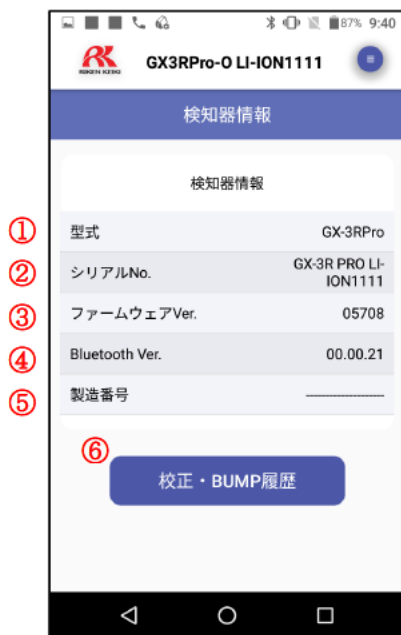 87% 9:40
RK
RIKEN KEIKI
GX3RPro-O LI-ION1111
検知器情報
検知器情報
① 型式 GX-3RPro
② シリアルNo. GX-3R PRO LI-
ION1111
③ ファームウェアVer. 05708
④ Bluetooth Ver. 00.00.21
⑤ 製造番号 --------------------
⑥
校正・BUMP履歴